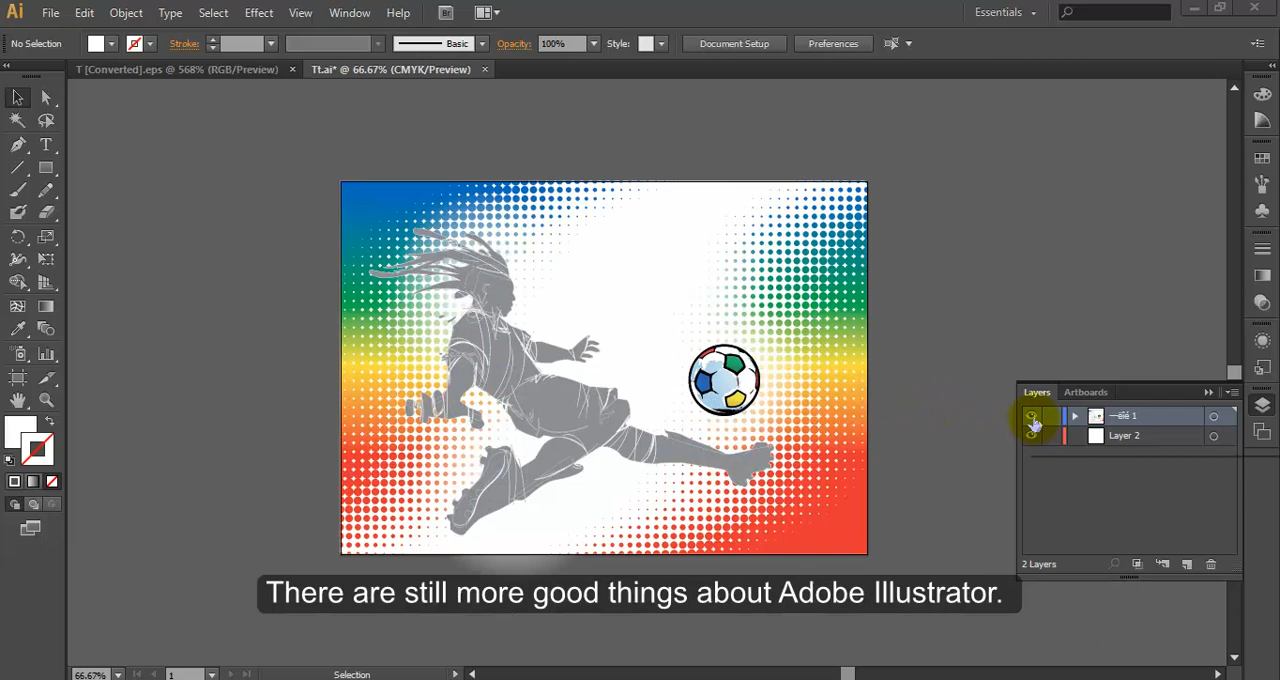 Ai File Edit Object Type Select Effect View Window Help Br Essentials
No Selection Stroke: Basic Opacity: 100% Style: Document Setup Preferences
T [Converted].eps @ 568% (RGB/Preview) × Tt.ai* @ 66.67% (CMYK/Preview) ×
Layers Artboards
Layer 2
2 Layers
There are still more good things about Adobe Illustrator.
66.67% 1 Selection